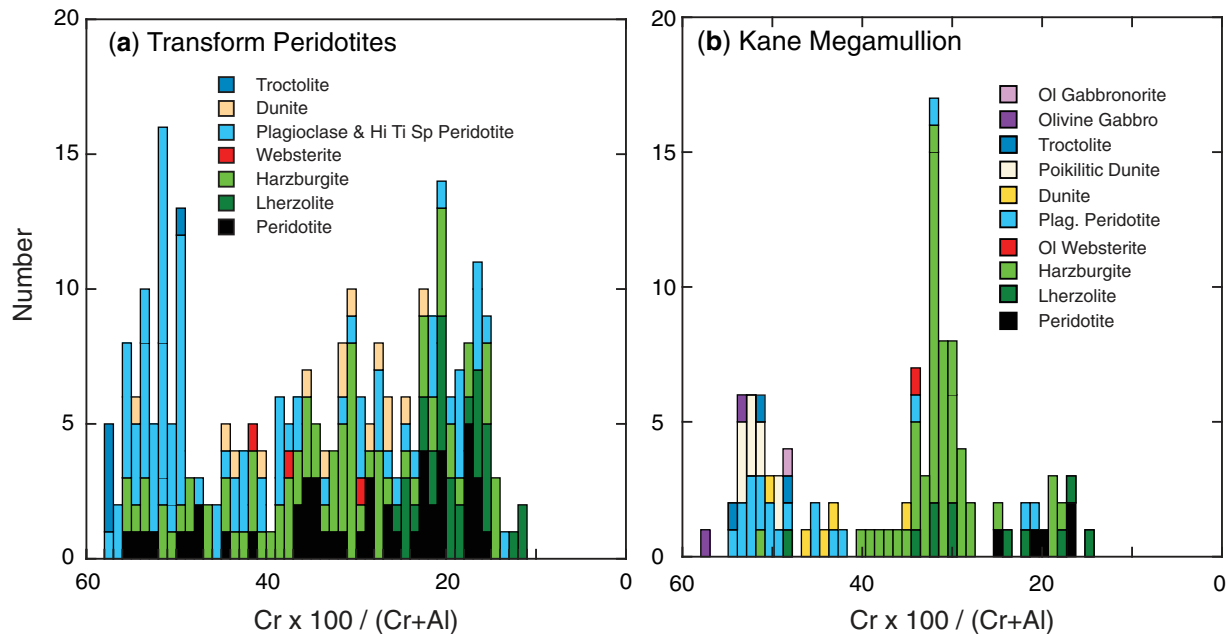 (a) Transform Peridotites
Troctolite
Dunite
Plagioclase & Hi Ti Sp Peridotite
Websterite
Harzburgite
Lherzolite
Peridotite
20
15
10
5
0
Number
60
40
20
0
Cr x 100 / (Cr+Al)
(b) Kane Megamullion
Ol Gabbronorite
Olivine Gabbro
Troctolite
Poikilitic Dunite
Dunite
Plag. Peridotite
Ol Websterite
Harzburgite
Lherzolite
Peridotite
20
15
10
5
0
60
40
20
0
Cr x 100 / (Cr+Al)